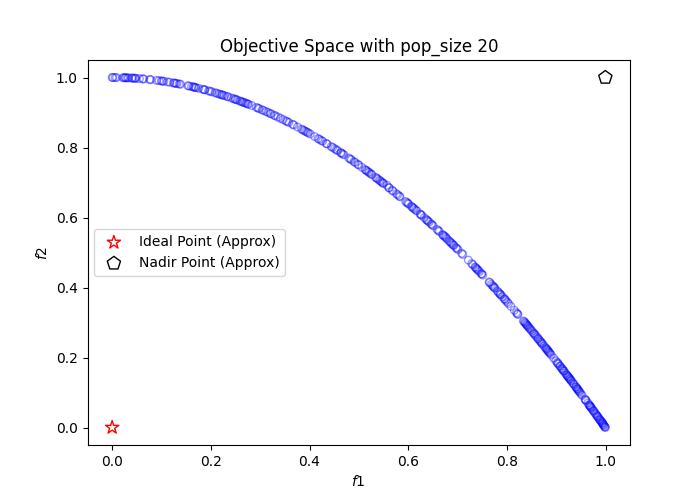 Objective Space with pop_size 20
1.0
0.8
0.6
0.4
0.2
0.0
f2
Ideal Point (Approx)
Nadir Point (Approx)
0.0 0.2 0.4 0.6 0.8 1.0
f1